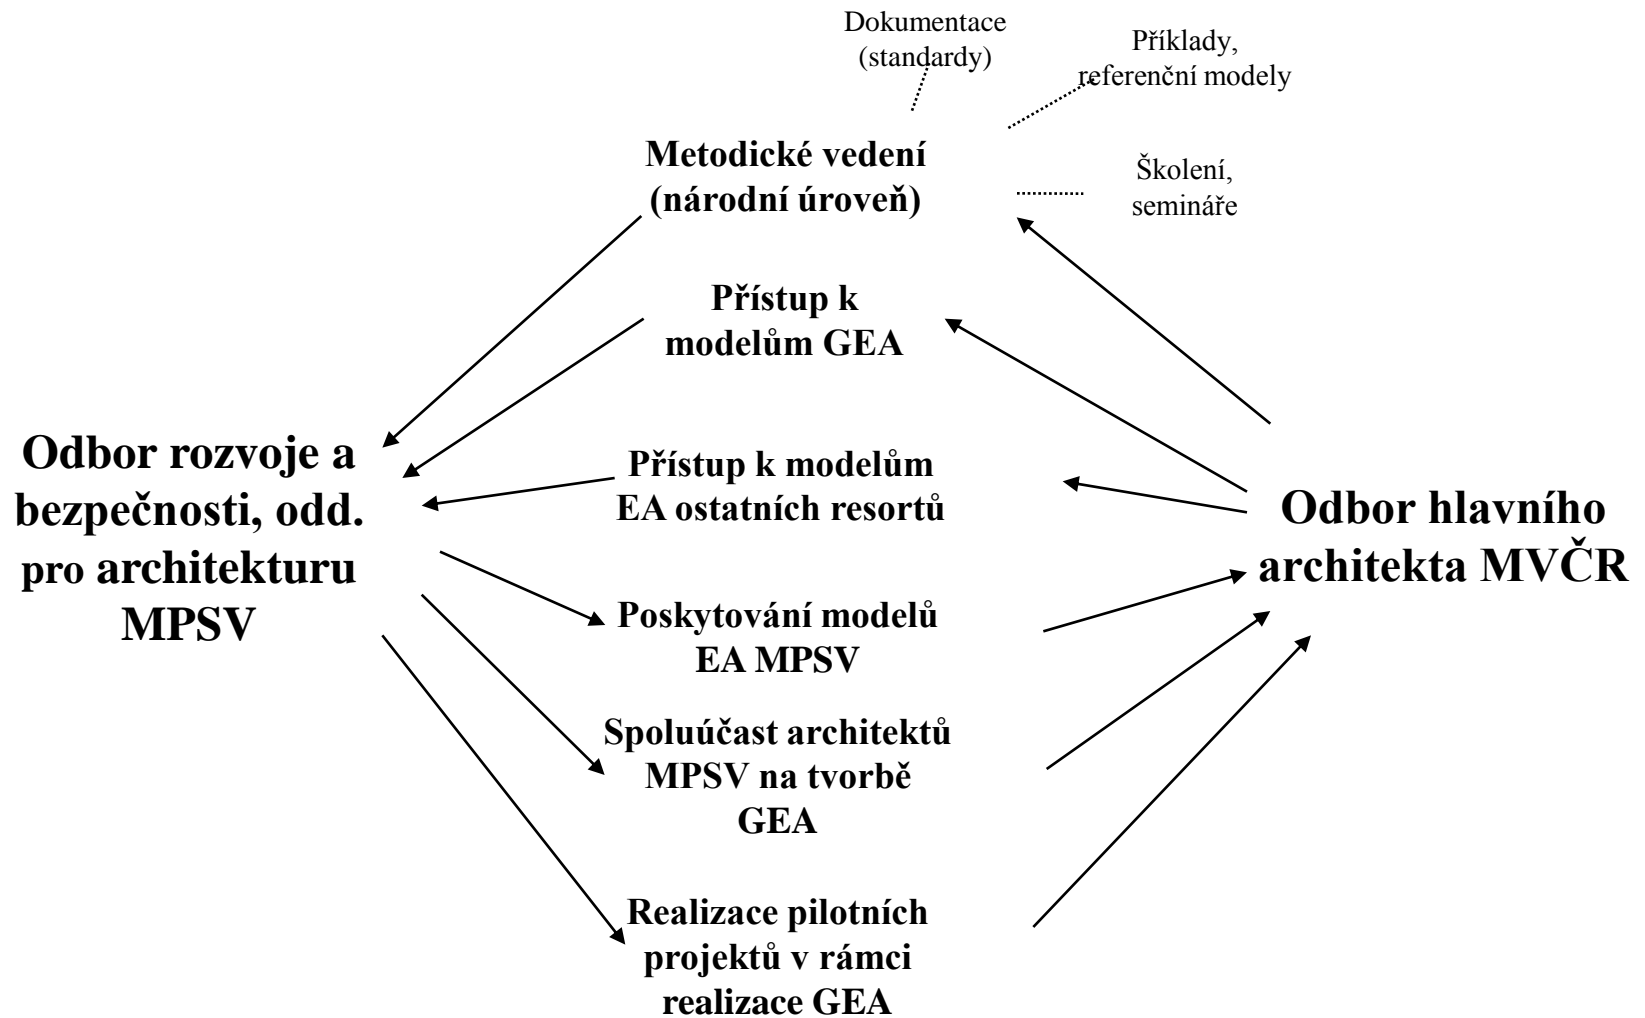 Dokumentace
(standardy)
Příklady,
referenční modely
Metodické vedení
(národní úroveň)
Školení,
semináře
Přístup k
modelům GEA
Odbor rozvoje a
bezpečnosti, odd.
pro architekturu
MPSV
Přístup k modelům
EA ostatních resortů
Odbor hlavního
architekta MVČR
Poskytování modelů
EA MPSV
Spoluúčast architektů
MPSV na tvorbě
GEA
Realizace pilotních
projektů v rámci
realizace GEA